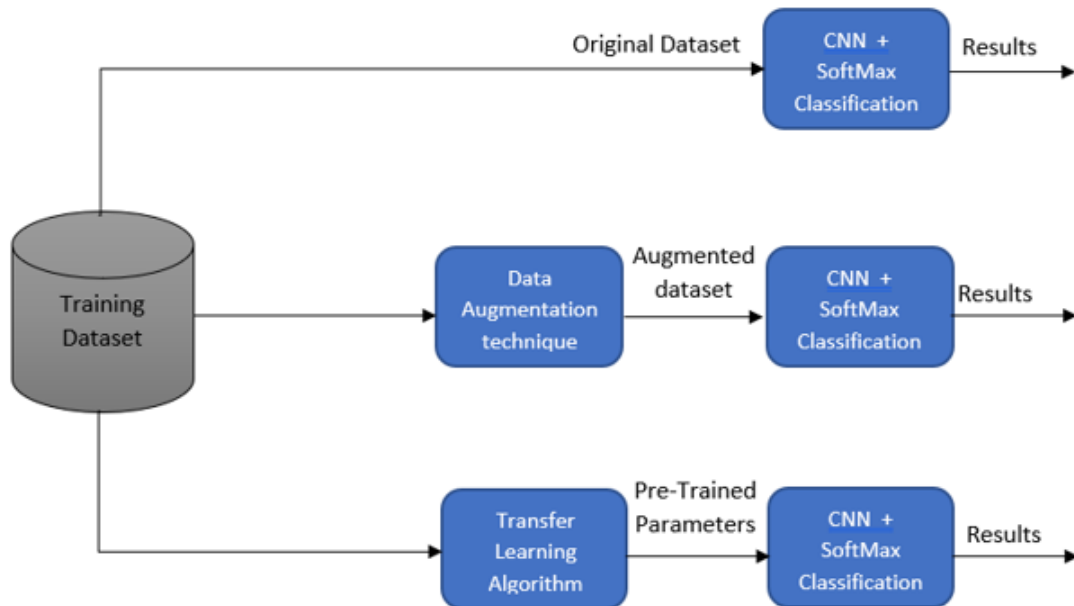 Original Dataset
CNN +
SoftMax
Classification
Results
Training
Dataset
Data
Augmentation
technique
Augmented
dataset
CNN +
SoftMax
Classification
Results
Transfer
Learning
Algorithm
Pre-Trained
Parameters
CNN +
SoftMax
Classification
Results